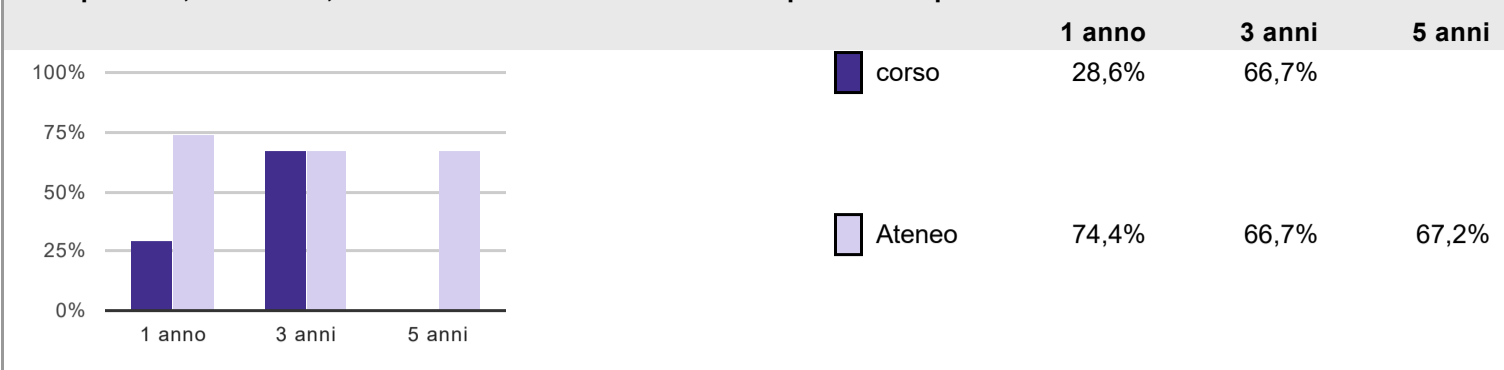 1 anno 3 anni 5 anni
100%
75%
50%
25%
0%
1 anno 3 anni 5 anni
corso 28,6% 66,7%
Ateneo 74,4% 66,7% 67,2%